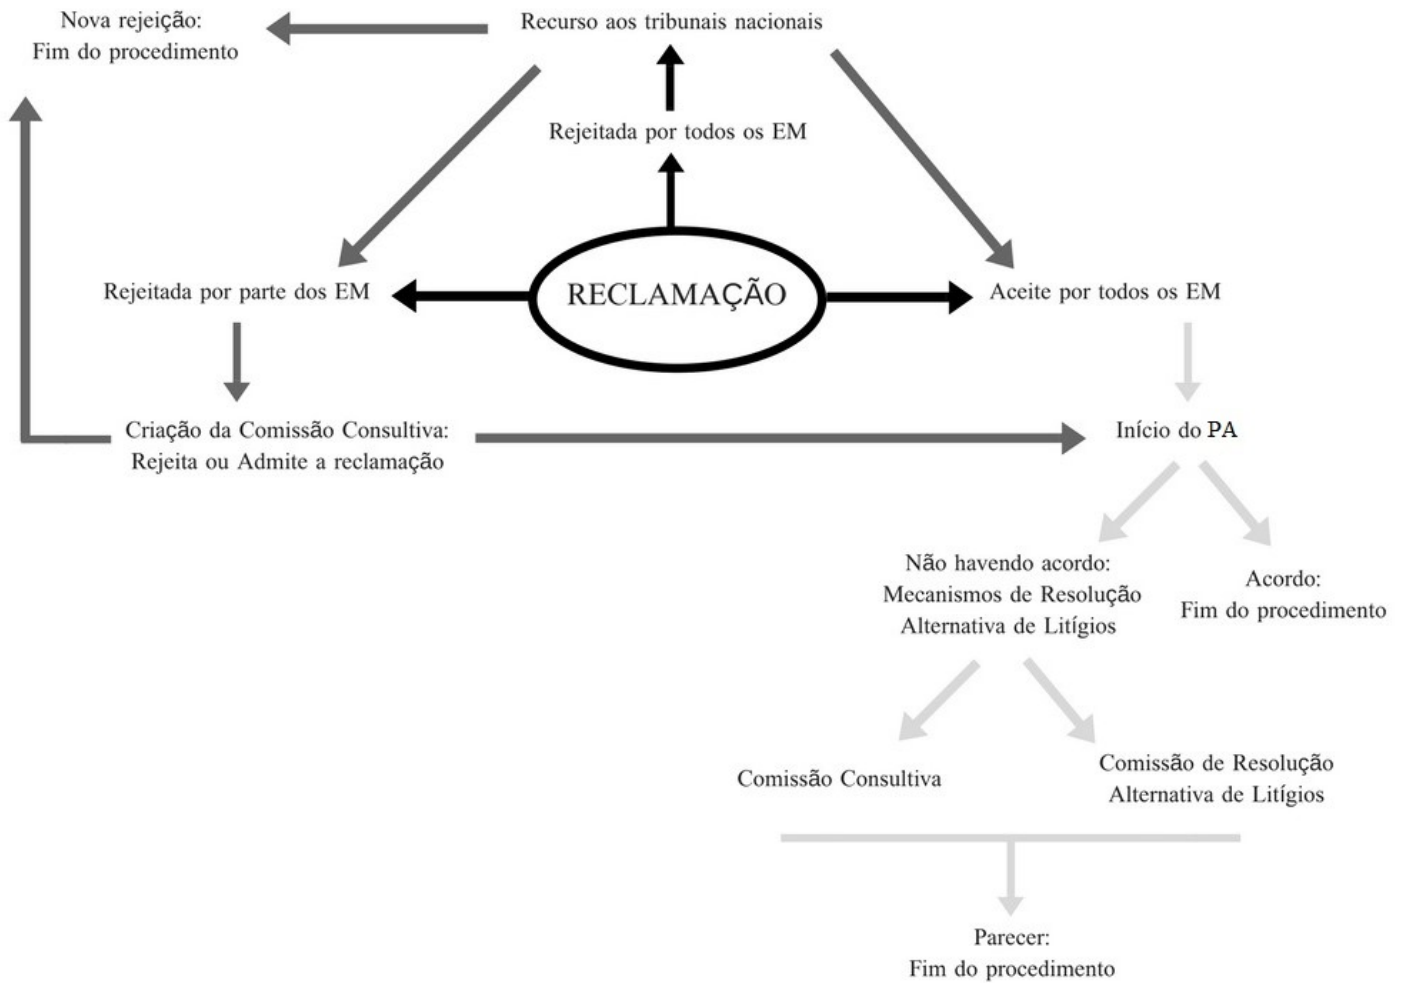 Nova rejeição:
Fim do procedimento
Recurso aos tribunais nacionais
Rejeitada por todos os EM
Rejeitada por parte dos EM
RECLAMAÇÃO
Aceite por todos os EM
Criação da Comissão Consultiva:
Rejeita ou Admite a reclamação
Início do PA
Não havendo acordo:
Mecanismos de Resolução
Alternativa de Litígios
Acordo:
Fim do procedimento
Comissão Consultiva
Comissão de Resolução
Alternativa de Litígios
Parecer:
Fim do procedimento